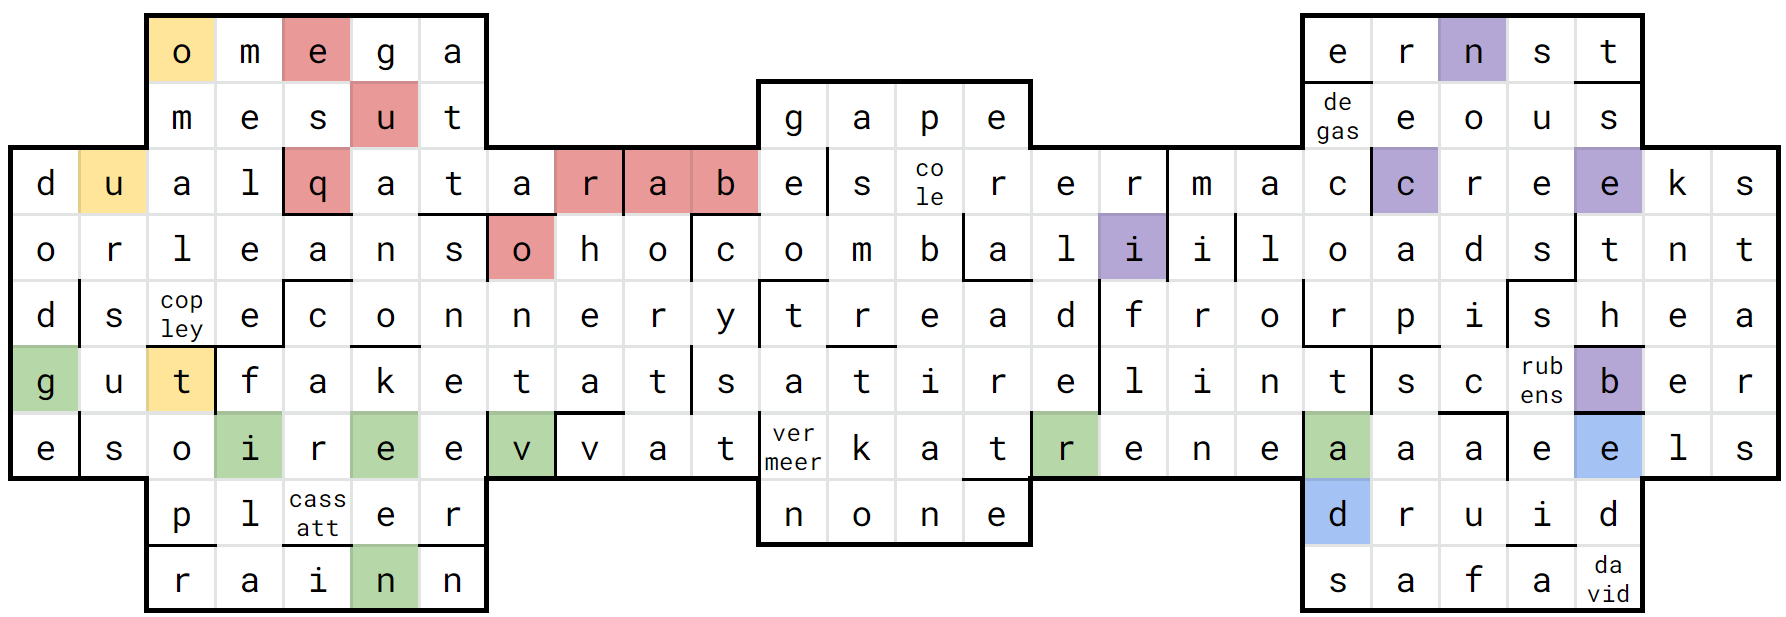 o m e g a e r n s t
m e s u t g a p e de gas e o u s
d u a l q a t a r a b e s co le r e r m a c c r e e k s
o r l e a n s o h o c o m b a l i i l o a d s t n t
d s cop ley e c o n n e r y t r e a d f r o r p i s h e a
g u t f a k e t a t s a t i r e l i n t s c rub ens b e r
e s o i r e e v v a t ver meer k a t r e n e a a a e e l s
p l cass att e r n o n e d r u i d
r a i n n s a f a da vid